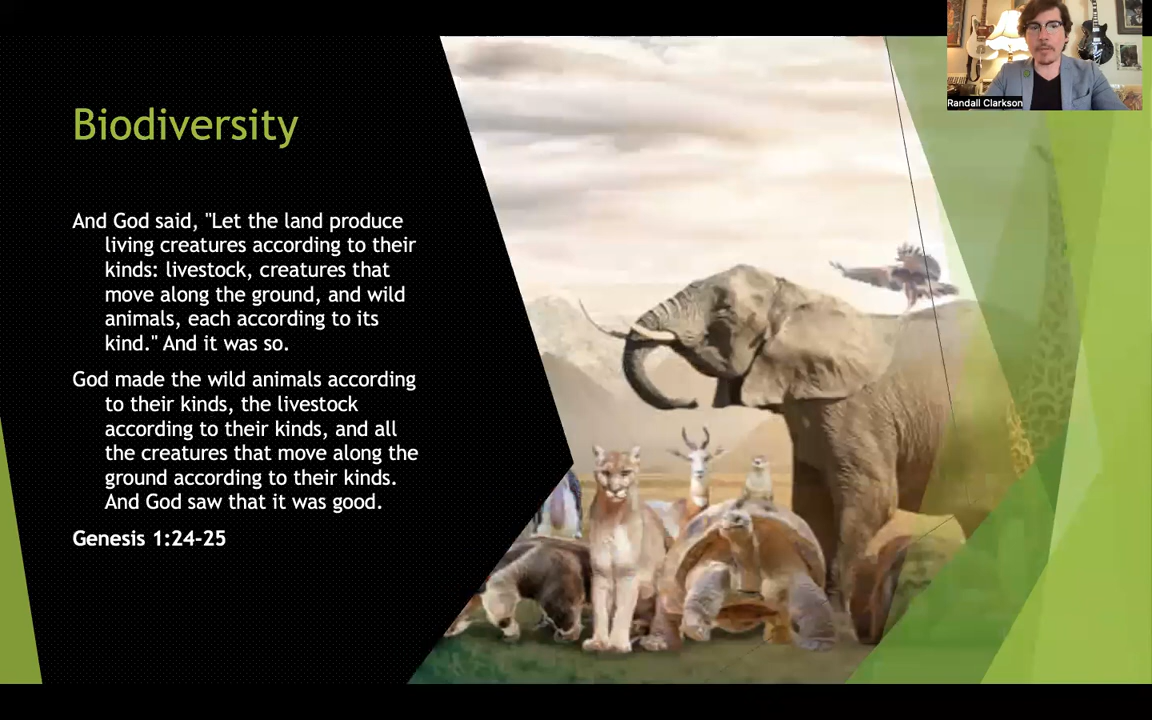 Biodiversity
And God said, "Let the land produce
living creatures according to their
kinds: livestock, creatures that
move along the ground, and wild
animals, each according to its
kind." And it was so.
God made the wild animals according
to their kinds, the livestock
according to their kinds, and all
the creatures that move along the
ground according to their kinds.
And God saw that it was good.
Genesis 1:24-25
Randall Clarkson